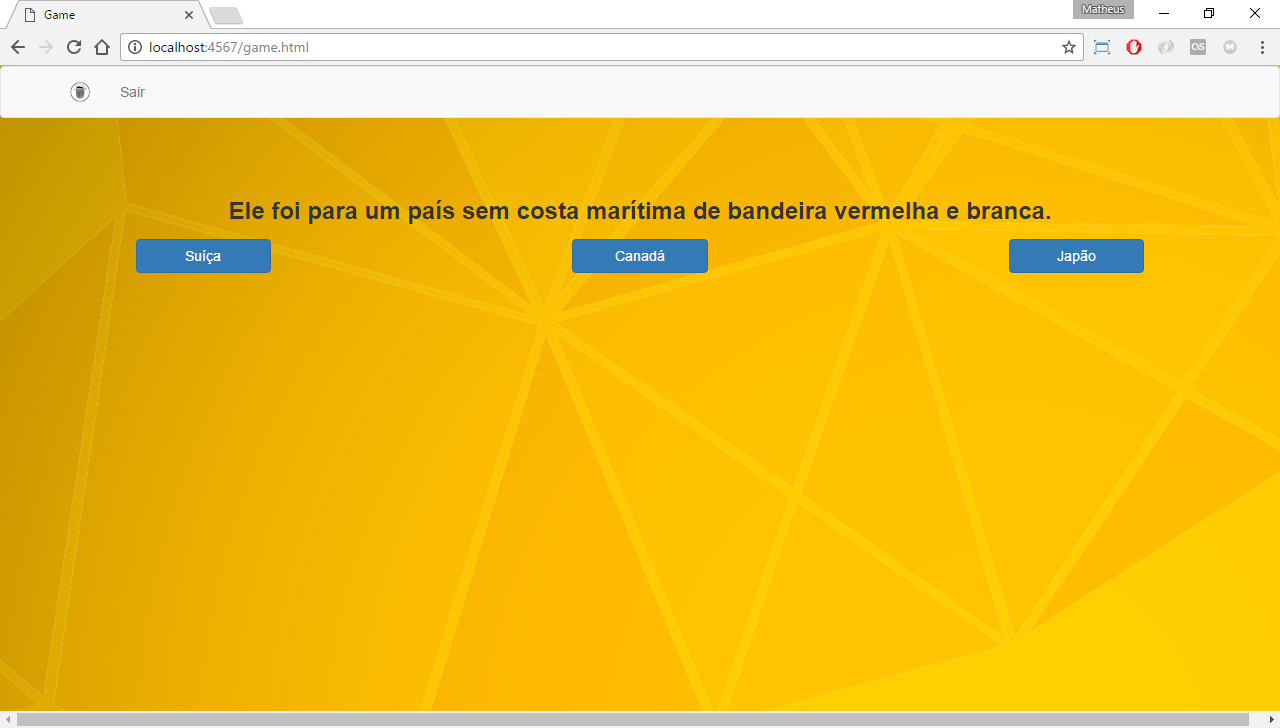 Game
Matheus
localhost:4567/game.html
Sair
Ele foi para um país sem costa marítima de bandeira vermelha e branca.
Suíça
Canadá
Japão